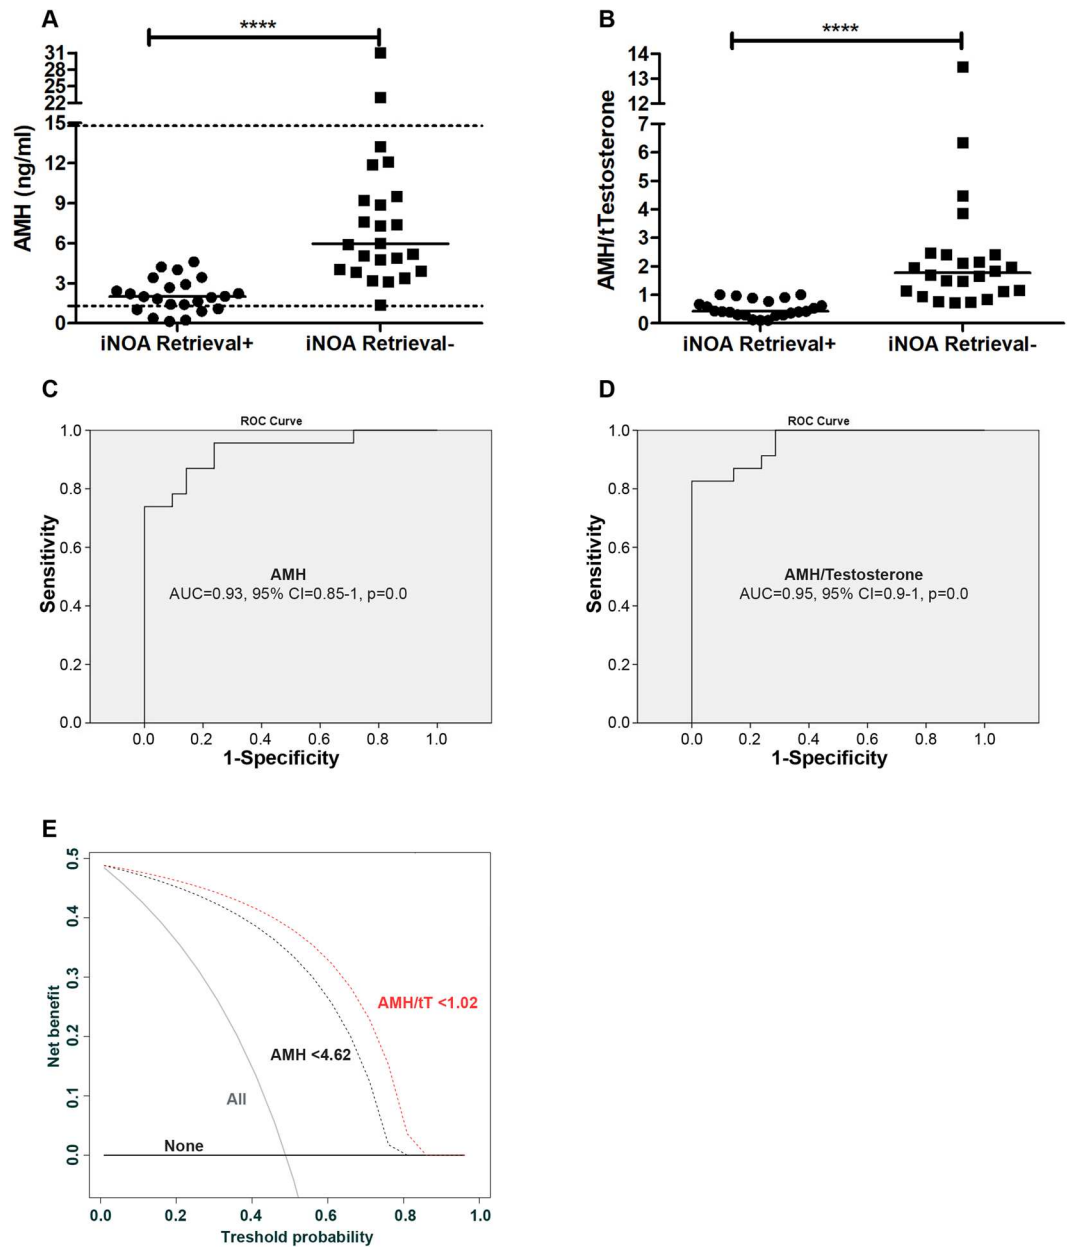 A
****
AMH (ng/ml)
31
28
25
22
15
12
9
6
3
0
iNOA Retrieval+
iNOA Retrieval-
B
****
AMH/tTestosterone
14
13
12
7
6
5
4
3
2
1
0
iNOA Retrieval+
iNOA Retrieval-
C
ROC Curve
Sensitivity
1.0
0.8
0.6
0.4
0.2
0.0
AMH
AUC=0.93, 95% CI=0.85-1, p=0.0
0.0 0.2 0.4 0.6 0.8 1.0
1-Specificity
D
ROC Curve
Sensitivity
1.0
0.8
0.6
0.4
0.2
0.0
AMH/Testosterone
AUC=0.95, 95% CI=0.9-1, p=0.0
0.0 0.2 0.4 0.6 0.8 1.0
1-Specificity
E
Net benefit
0.5
0.4
0.3
0.2
0.1
0.0
AMH/tT <1.02
AMH <4.62
All
None
0.0 0.2 0.4 0.6 0.8 1.0
Treshold probability